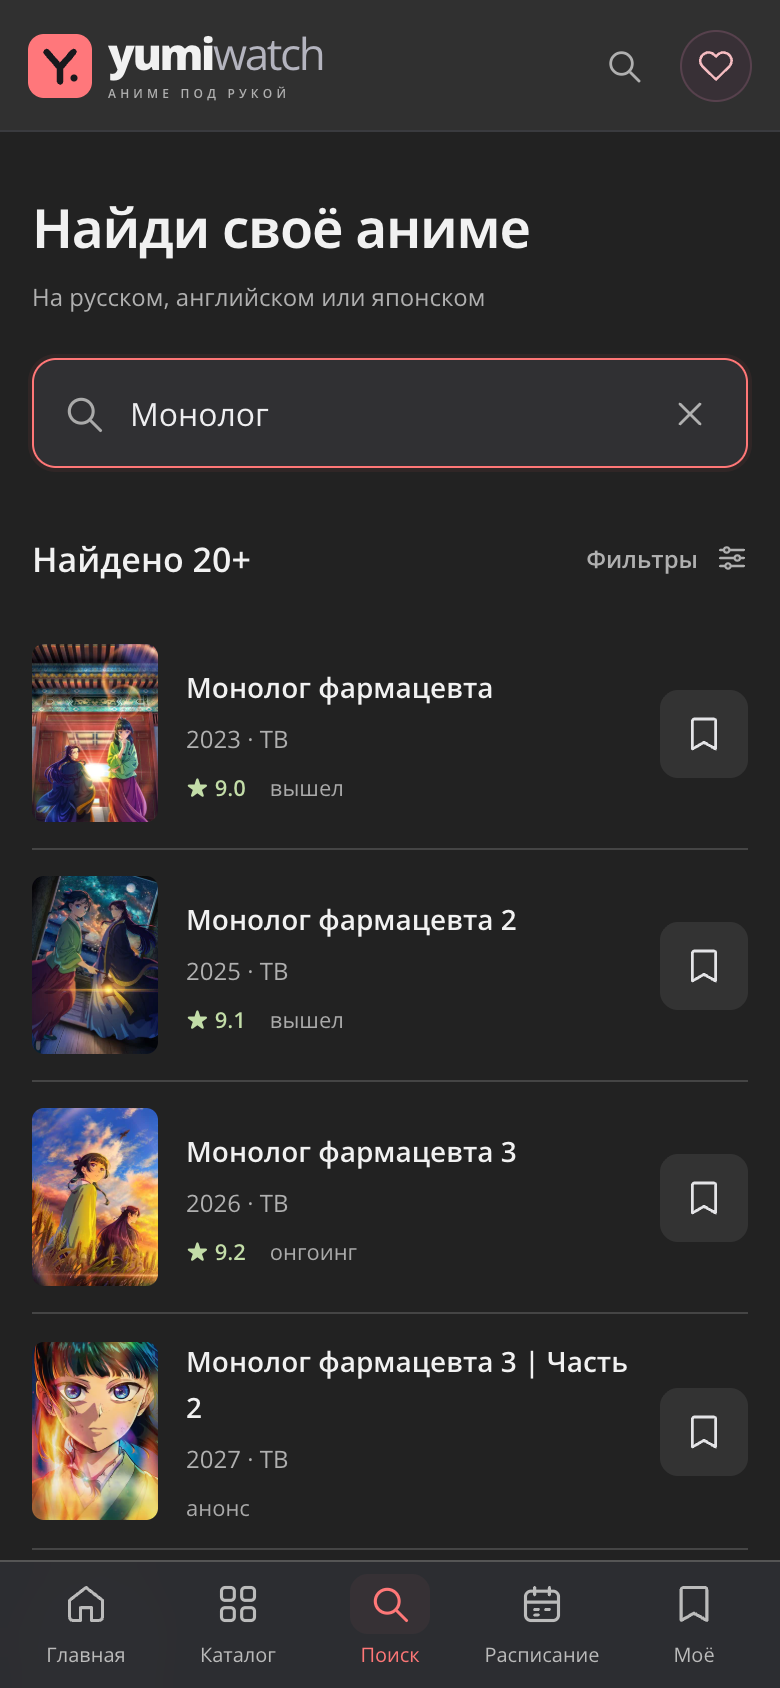 Y.
yumiwatch
АНИМЕ ПОД РУКОЙ
Найди своё аниме
На русском, английском или японском
Монолог
Найдено 20+
Фильтры
Монолог фармацевта
2023 · ТВ
★ 9.0 вышел
Монолог фармацевта 2
2025 · ТВ
★ 9.1 вышел
Монолог фармацевта 3
2026 · ТВ
★ 9.2 онгоинг
Монолог фармацевта 3 | Часть
2
2027 · ТВ
анонс
Главная
Каталог
Поиск
Расписание
Моё